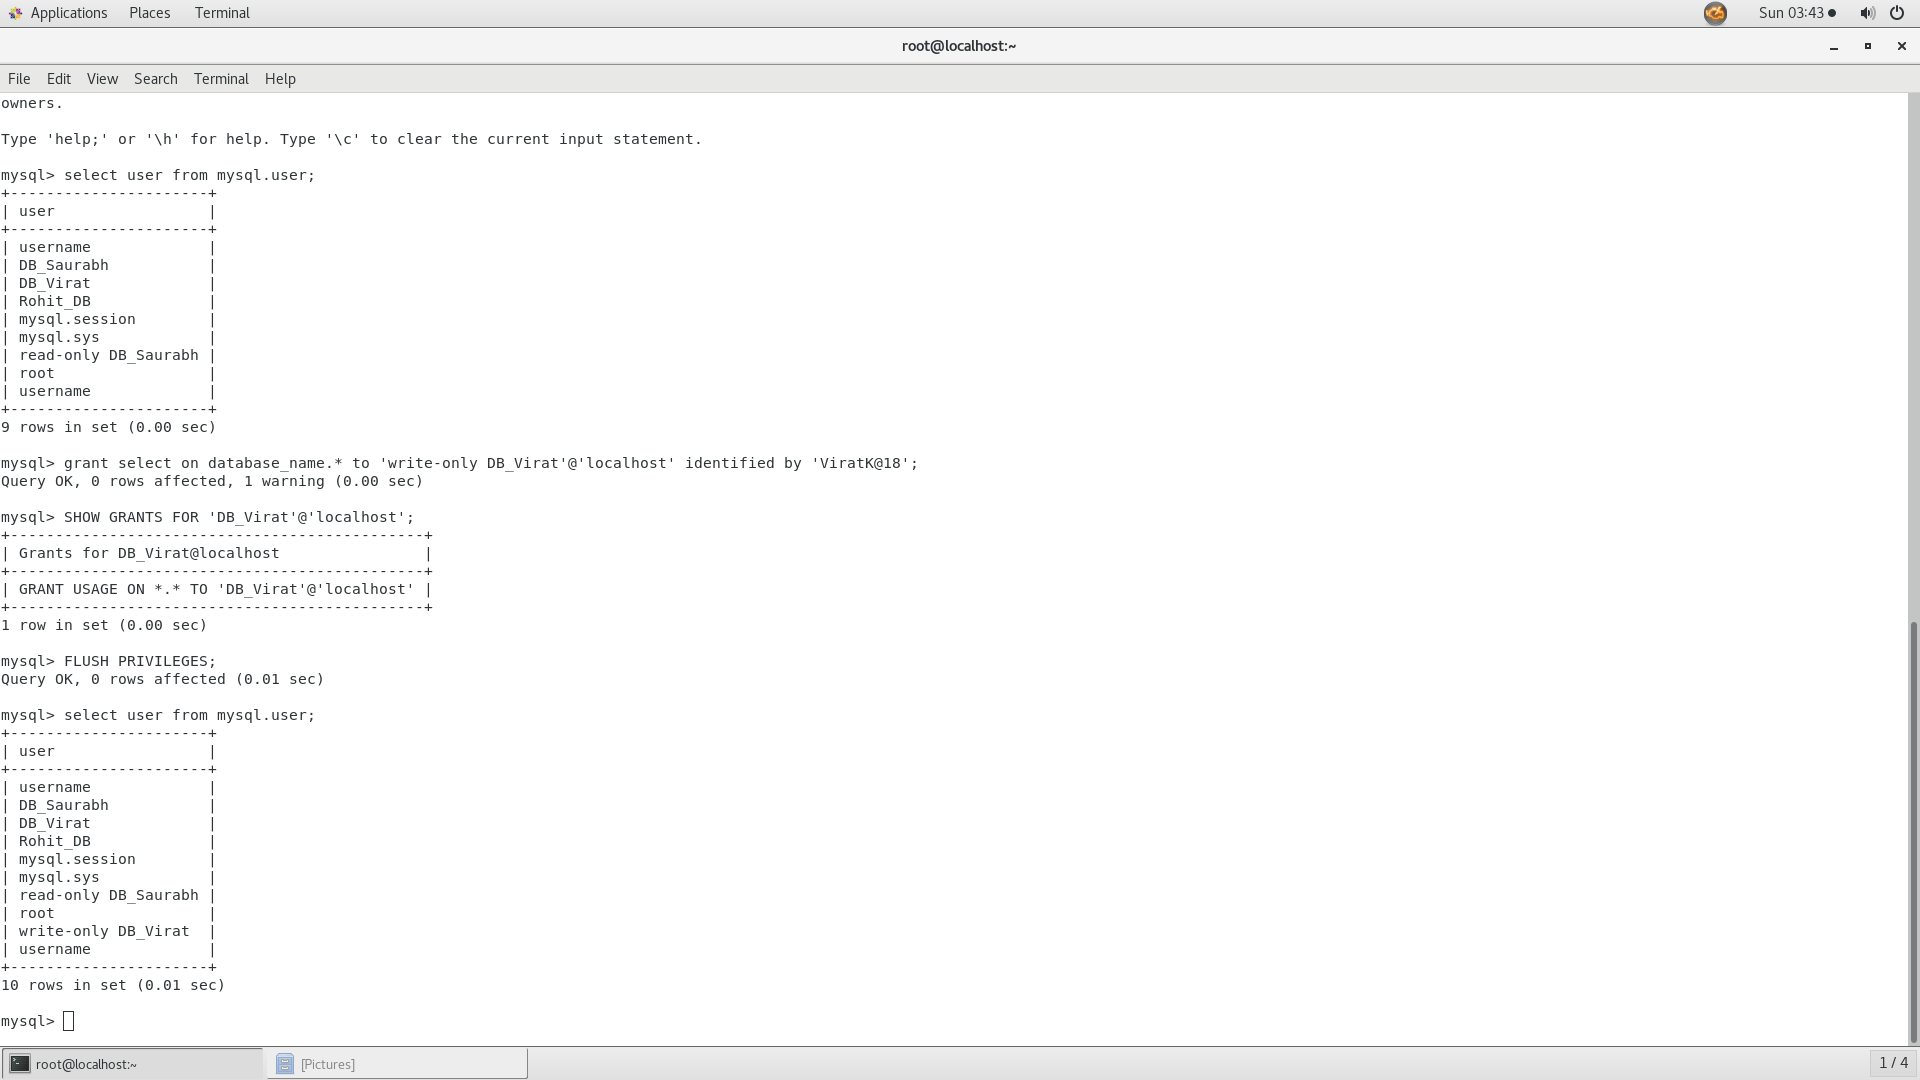 Applications Places Terminal Sun 03:43
root@localhost:~
File Edit View Search Terminal Help
owners.
Type 'help;' or '\h' for help. Type '\c' to clear the current input statement.
mysql> select user from mysql.user;
+----------------------+
| user                 |
+----------------------+
| username             |
| DB_Saurabh           |
| DB_Virat             |
| Rohit_DB             |
| mysql.session        |
| mysql.sys            |
| read-only DB_Saurabh |
| root                 |
| username             |
+----------------------+
9 rows in set (0.00 sec)
mysql> grant select on database_name.* to 'write-only DB_Virat'@'localhost' identified by 'ViratK@18';
Query OK, 0 rows affected, 1 warning (0.00 sec)
mysql> SHOW GRANTS FOR 'DB_Virat'@'localhost';
+----------------------------------------------+
| Grants for DB_Virat@localhost                |
+----------------------------------------------+
| GRANT USAGE ON *.* TO 'DB_Virat'@'localhost' |
+----------------------------------------------+
1 row in set (0.00 sec)
mysql> FLUSH PRIVILEGES;
Query OK, 0 rows affected (0.01 sec)
mysql> select user from mysql.user;
+----------------------+
| user                 |
+----------------------+
| username             |
| DB_Saurabh           |
| DB_Virat             |
| Rohit_DB             |
| mysql.session        |
| mysql.sys            |
| read-only DB_Saurabh |
| root                 |
| write-only DB_Virat  |
| username             |
+----------------------+
10 rows in set (0.01 sec)
mysql>
root@localhost:~ [Pictures] 1 / 4